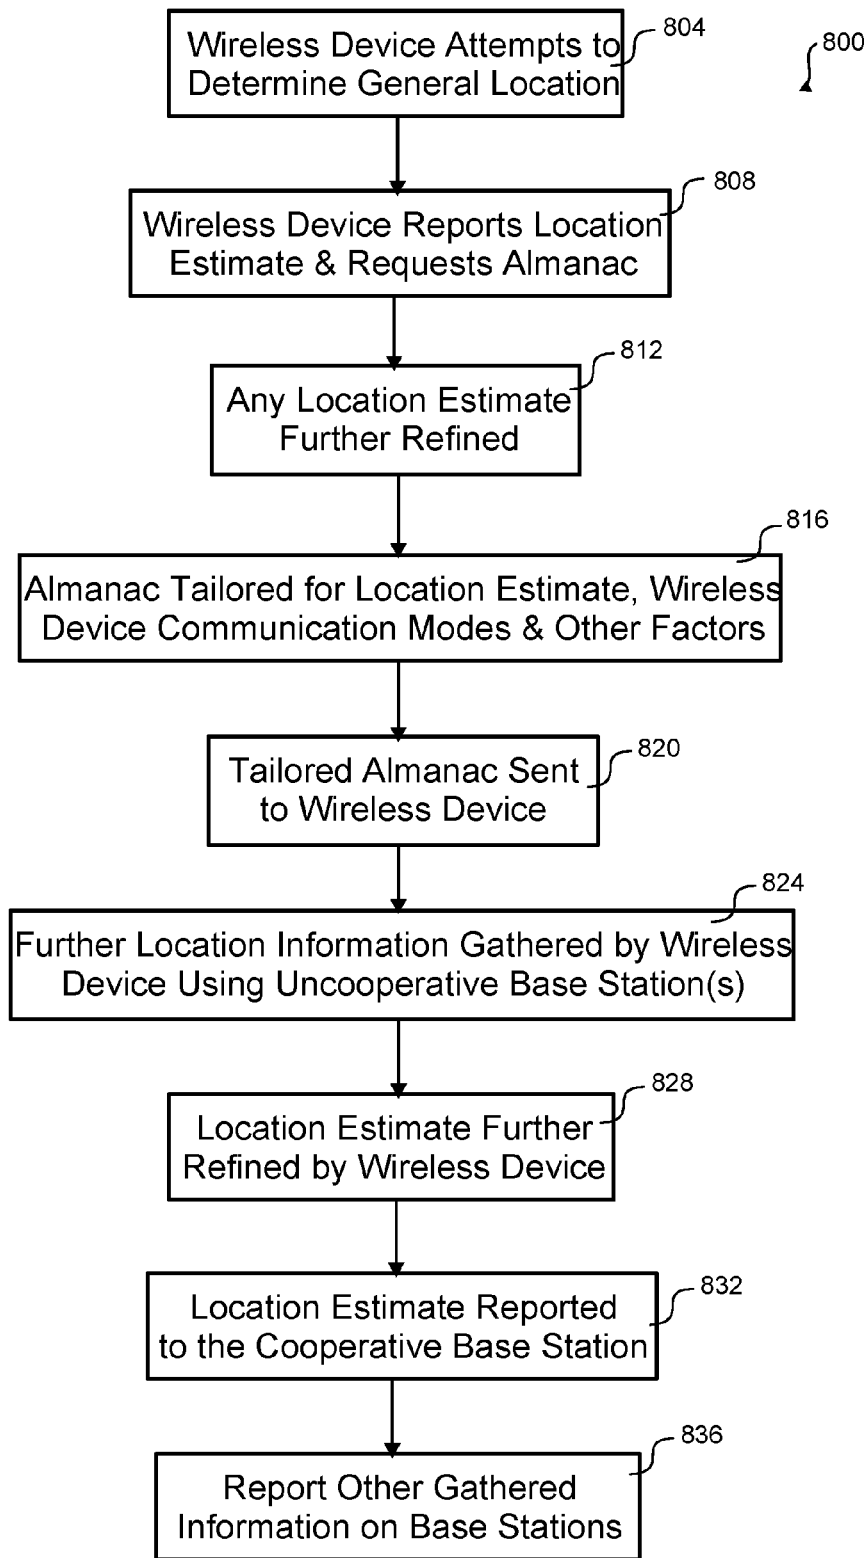 Wireless Device Attempts to
Determine General Location
804
800
Wireless Device Reports Location
Estimate & Requests Almanac
808
Any Location Estimate
Further Refined
812
Almanac Tailored for Location Estimate, Wireless
Device Communication Modes & Other Factors
816
Tailored Almanac Sent
to Wireless Device
820
Further Location Information Gathered by Wireless
Device Using Uncooperative Base Station(s)
824
Location Estimate Further
Refined by Wireless Device
828
Location Estimate Reported
to the Cooperative Base Station
832
Report Other Gathered
Information on Base Stations
836